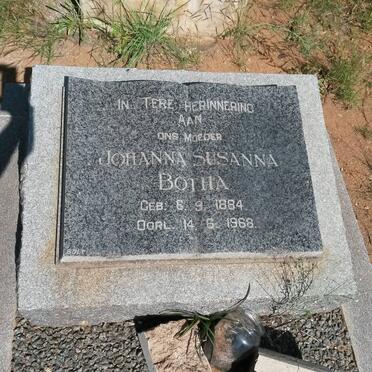 IN TERE HERINNERING
AAN
ONS MOEDER
JOHANNA SUSANNA
BOTHA
GEB. 6. 9. 1884
OORL. 14. 6. 1968.